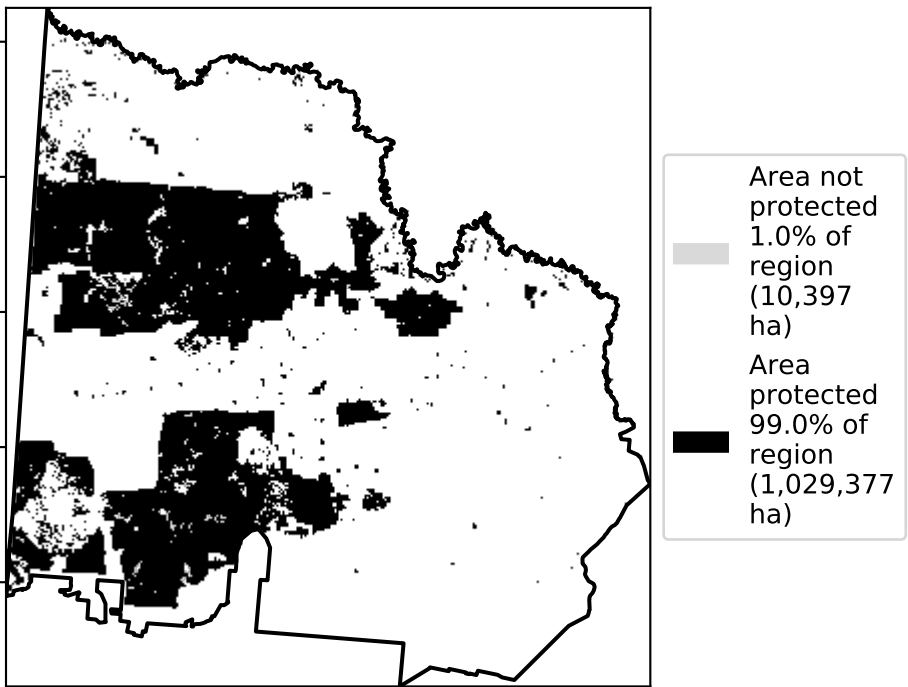 Area not
protected
1.0% of
region
(10,397
ha)
Area
protected
99.0% of
region
(1,029,377
ha)